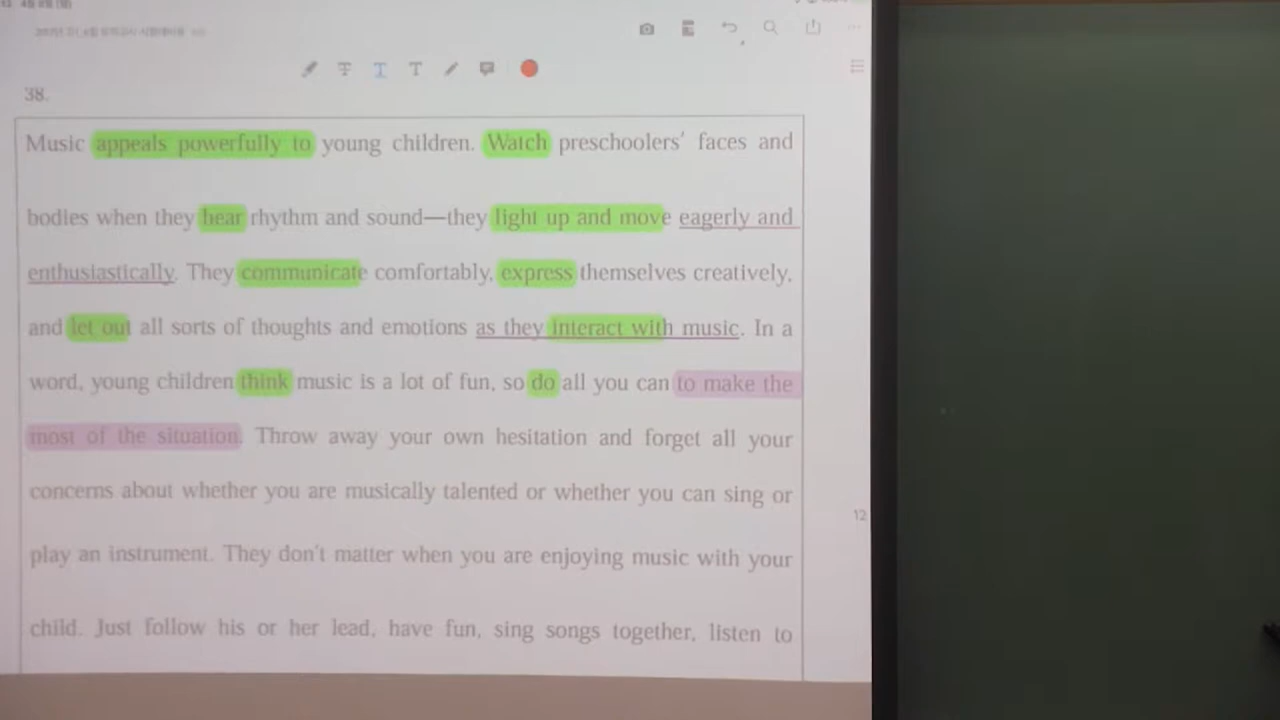 38.
Music appeals powerfully to young children. Watch preschoolers' faces and
bodies when they hear rhythm and sound—they light up and move eagerly and
enthusiastically. They communicate comfortably, express themselves creatively,
and let out all sorts of thoughts and emotions as they interact with music. In a
word, young children think music is a lot of fun, so do all you can to make the
most of the situation. Throw away your own hesitation and forget all your
concerns about whether you are musically talented or whether you can sing or
play an instrument. They don't matter when you are enjoying music with your
child. Just follow his or her lead, have fun, sing songs together, listen to
12